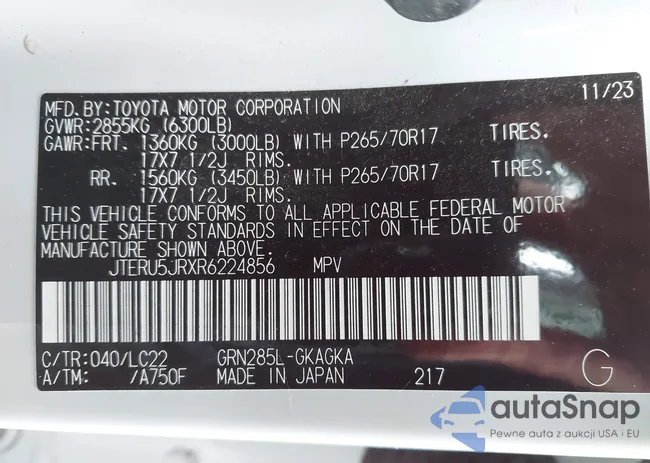 11/23
MFD.BY:TOYOTA MOTOR CORPORATION
GVWR:2855KG (6300LB)
GAWR:FRT. 1360KG (3000LB) WITH P265/70R17 TIRES.
17X7 1/2J RIMS.
RR. 1560KG (3450LB) WITH P265/70R17 TIRES.
17X7 1/2J RIMS.
THIS VEHICLE CONFORMS TO ALL APPLICABLE FEDERAL MOTOR
VEHICLE SAFETY STANDARDS IN EFFECT ON THE DATE OF
MANUFACTURE SHOWN ABOVE.
JTERU5JRXR6224856 MPV
C/TR:040/LC22 GRN285L-GKAGKA
A/TM: /A750F MADE IN JAPAN 217 G
autaSnap
Pewne auta z aukcji USA i EU